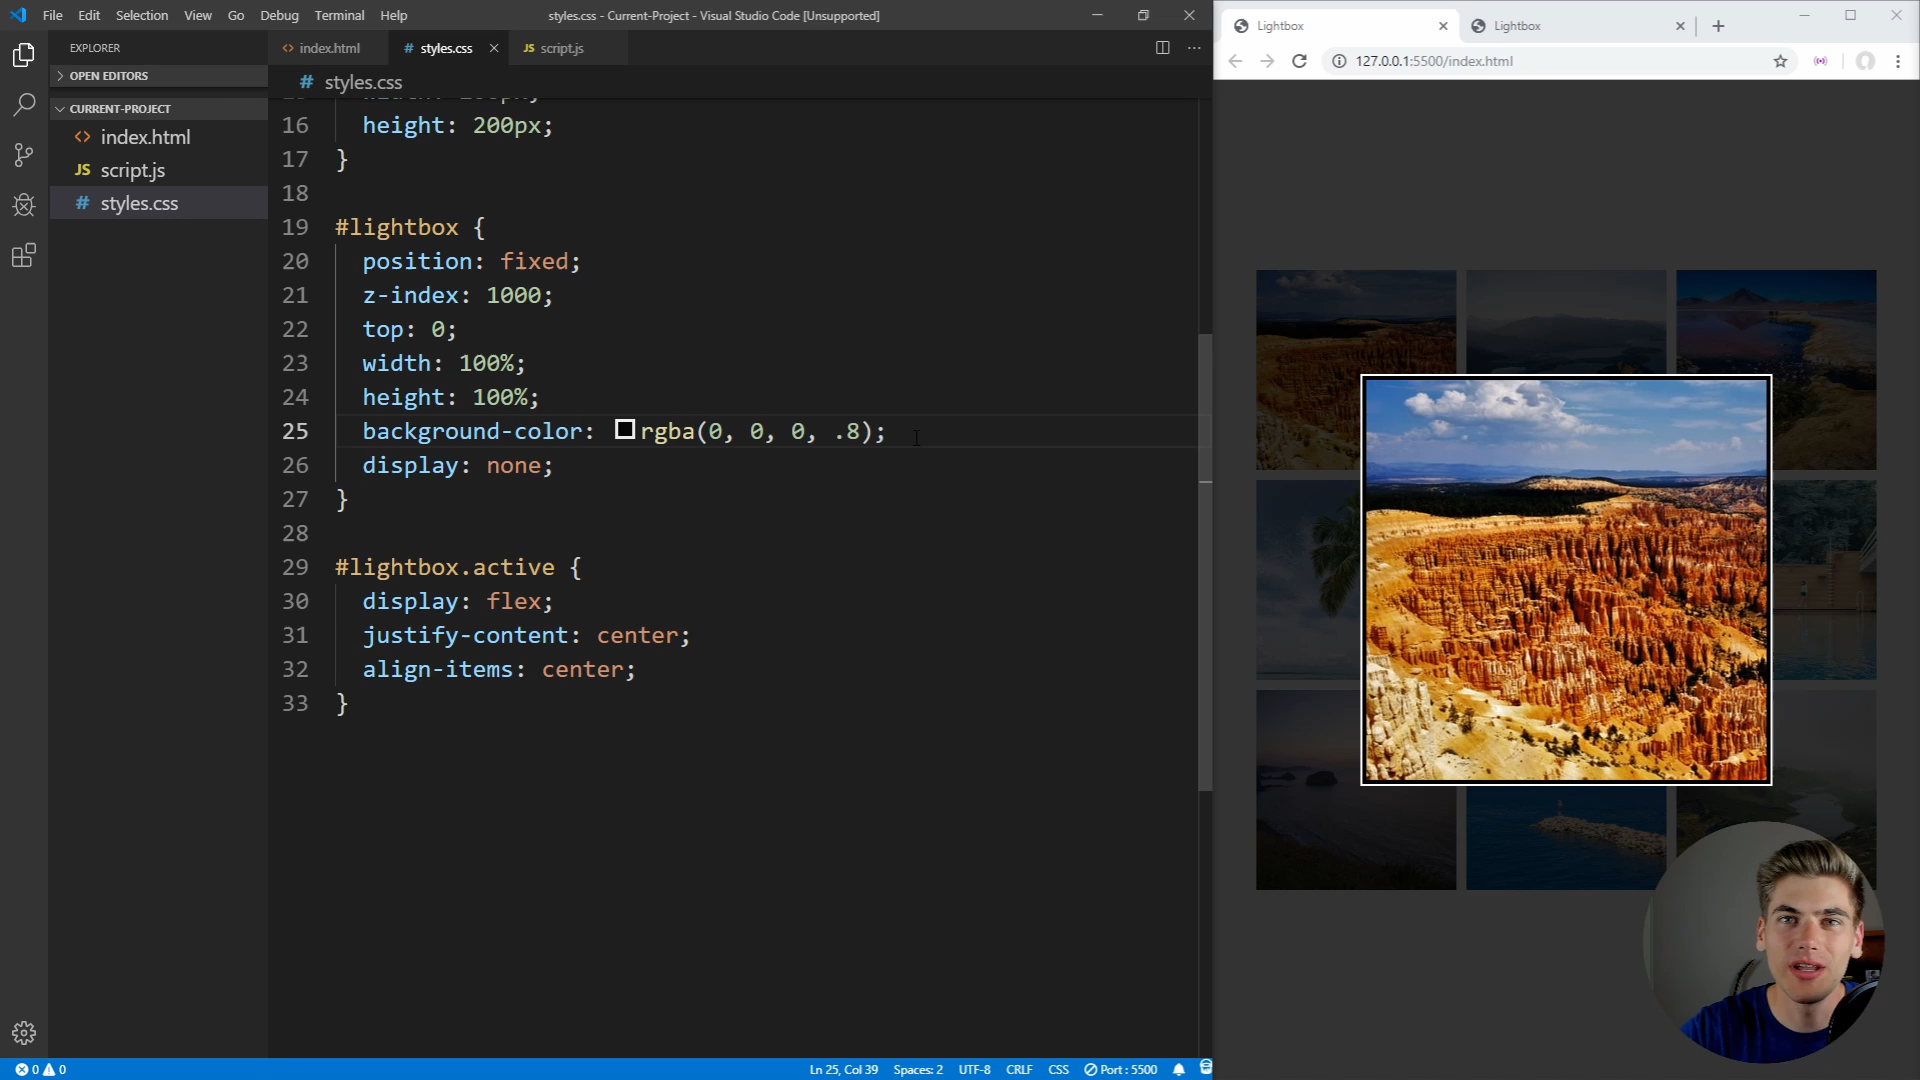 File Edit Selection View Go Debug Terminal Help
styles.css - Current-Project - Visual Studio Code [Unsupported]
EXPLORER
OPEN EDITORS
CURRENT-PROJECT
index.html
JS script.js
# styles.css
index.html
# styles.css
JS script.js
# styles.css
16 height: 200px;
17 }
18
19 #lightbox {
20 position: fixed;
21 z-index: 1000;
22 top: 0;
23 width: 100%;
24 height: 100%;
25 background-color: rgba(0, 0, 0, .8);
26 display: none;
27 }
28
29 #lightbox.active {
30 display: flex;
31 justify-content: center;
32 align-items: center;
33 }
0 0
Ln 25, Col 39 Spaces: 2 UTF-8 CRLF CSS Port : 5500
Lightbox
Lightbox
127.0.0.1:5500/index.html